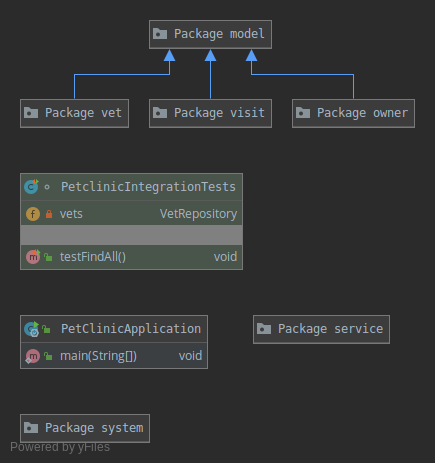 Package model
Package vet
Package visit
Package owner
PetclinicIntegrationTests
vets VetRepository
testFindAll() void
PetClinicApplication
main(String[]) void
Package service
Package system
Powered by yFiles